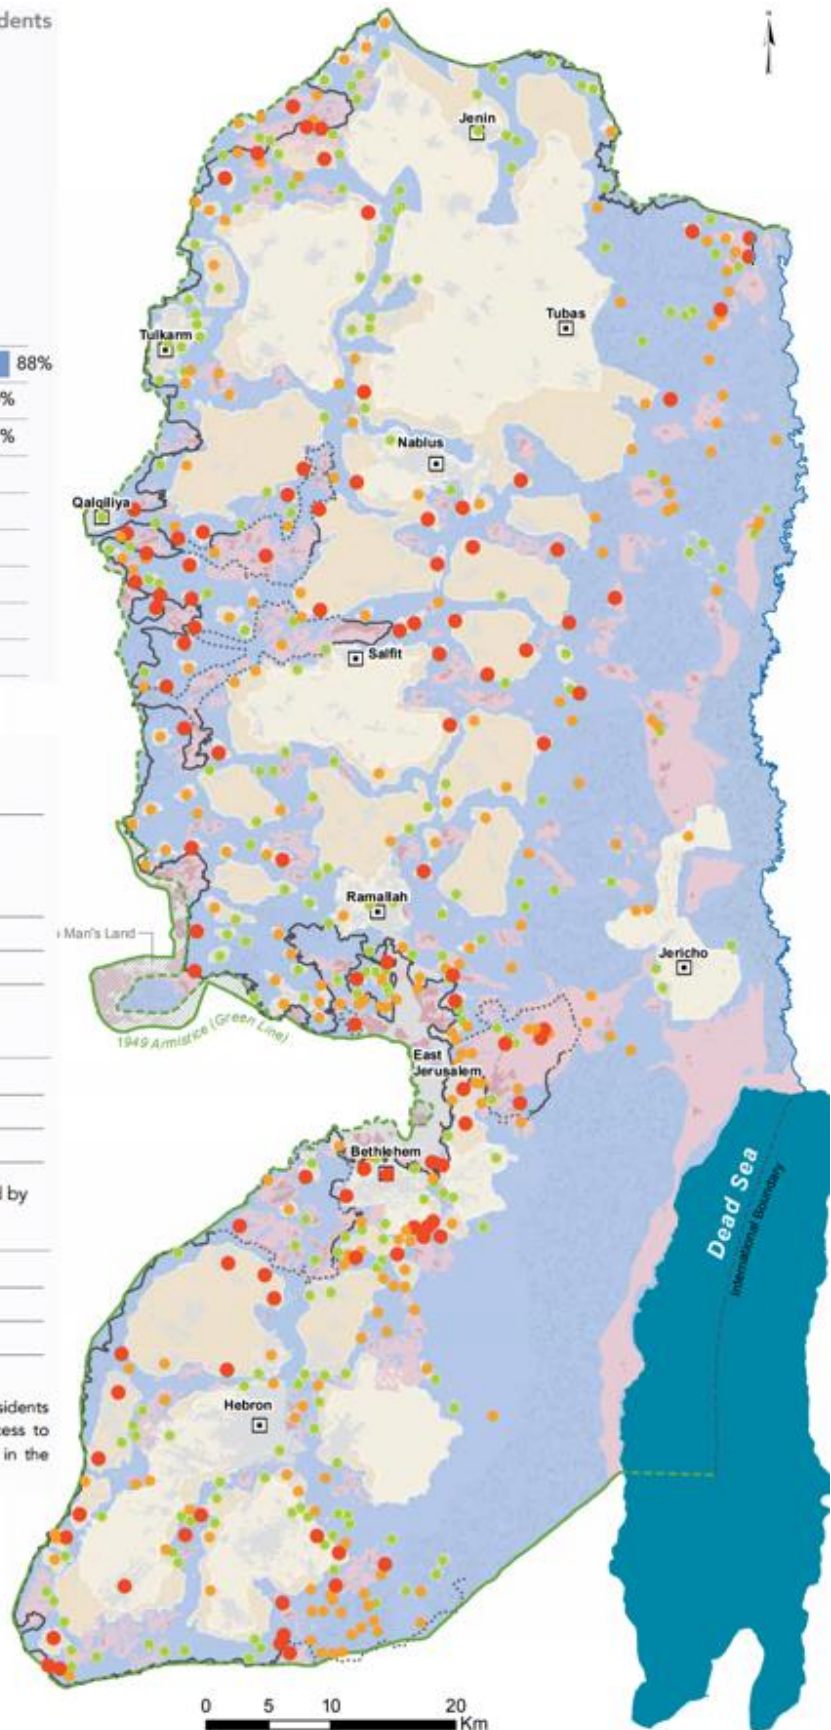 dents
88%
%
%
Jenin
Tubas
Tulkarm
Nablus
Qalqiliya
Salfit
Ramallah
Man's Land
Jericho
1949 Armistice (Green Line)
East
Jerusalem
Bethlehem
d by
Dead Sea
International Boundary
sidents
cess to
in the
Hebron
0 5 10 20
Km